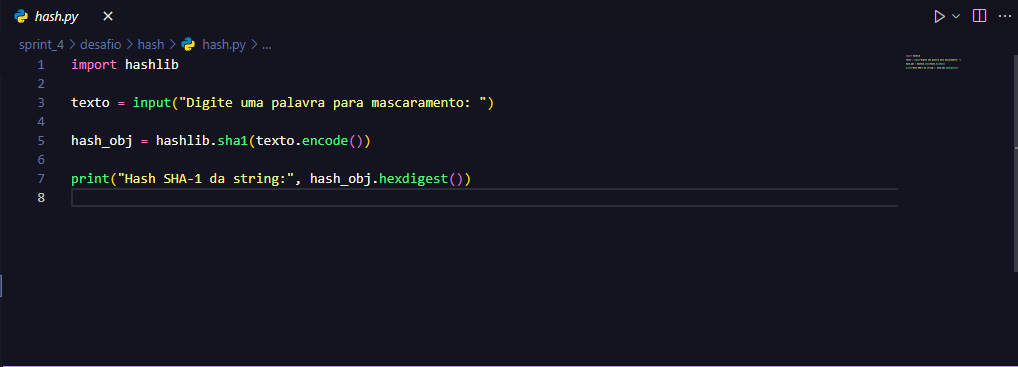 hash.py
sprint_4 > desafio > hash > hash.py > ...
1 import hashlib
2
3 texto = input("Digite uma palavra para mascaramento: ")
4
5 hash_obj = hashlib.sha1(texto.encode())
6
7 print("Hash SHA-1 da string:", hash_obj.hexdigest())
8